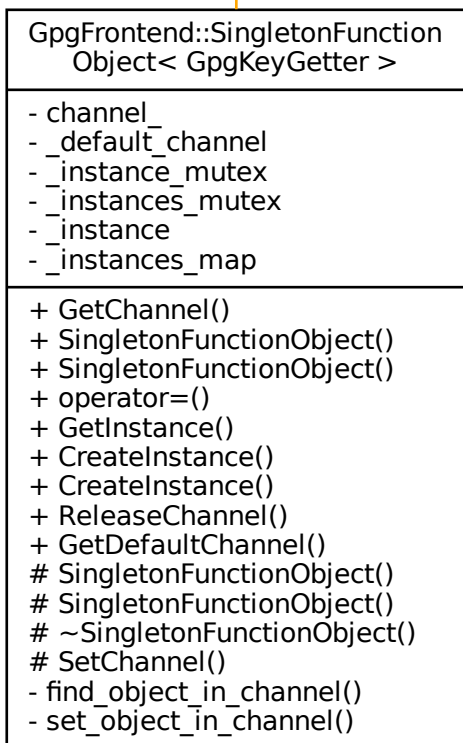 GpgFrontend::SingletonFunction
Object< GpgKeyGetter >
- channel_
- _default_channel
- _instance_mutex
- _instances_mutex
- _instance
- _instances_map
+ GetChannel()
+ SingletonFunctionObject()
+ SingletonFunctionObject()
+ operator=()
+ GetInstance()
+ CreateInstance()
+ CreateInstance()
+ ReleaseChannel()
+ GetDefaultChannel()
# SingletonFunctionObject()
# SingletonFunctionObject()
# ~SingletonFunctionObject()
# SetChannel()
- find_object_in_channel()
- set_object_in_channel()